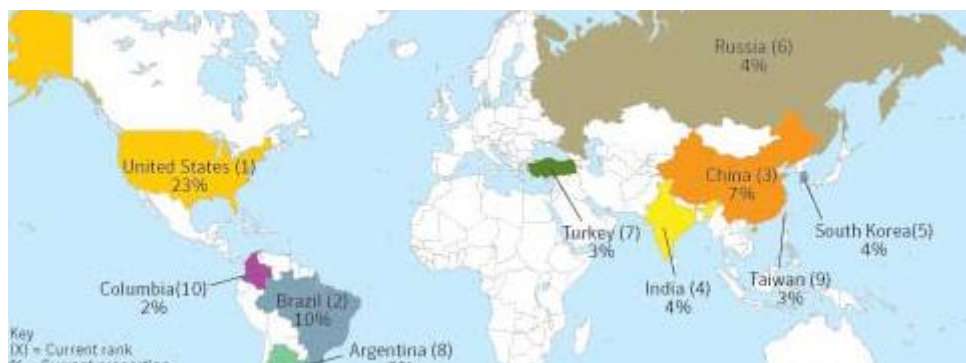 Russia (6)
4%
United States (1)
23%
China (3)
7%
Turkey (7)
3%
South Korea(5)
4%
India (4)
4%
Taiwan (9)
3%
Columbia(10)
2%
Brazil (2)
10%
Argentina (8)
Key
(X) = Current rank